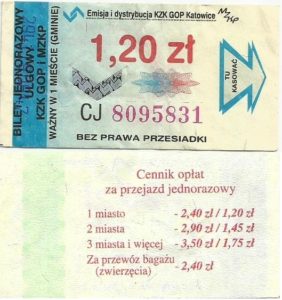 Emisja i dystrybucja KZK GOP Katowice
MZKP
BILET JEDNORAZOWY
ULGOWY
KZK GOP i MZKP
WAŻNY W 1 MIEŚCIE (GMINIE)
1,20 zł
TU
KASOWAĆ
CJ 8095831
BEZ PRAWA PRZESIADKI
Cennik opłat
za przejazd jednorazowy
1 miasto - 2,40 zł / 1,20 zł
2 miasta - 2,90 zł / 1,45 zł
3 miasta i więcej - 3,50 zł / 1,75 zł
Za przewóz bagażu
(zwierzęcia) - 2,40 zł